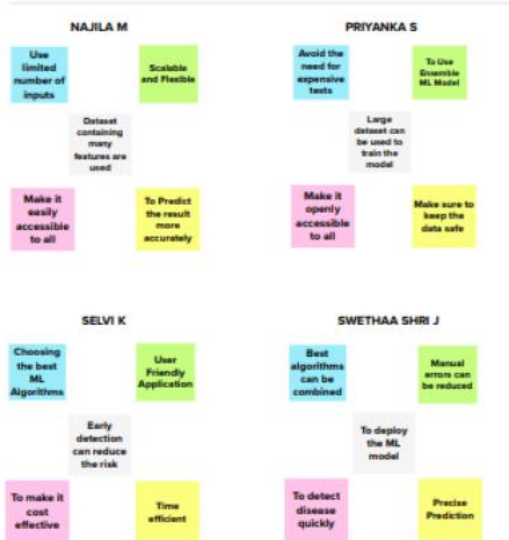 NAJILA M
Use
limited
number of
inputs
Scalable
and Flexible
Dataset
containing
many
features are
used
Make it
easily
accessible
to all
To Predict
the result
more
accurately
PRIYANKA S
Avoid the
need for
expensive
tests
To Use
Ensemble
ML Model
Large
dataset can
be used to
train the
model
Make it
openly
accessible
to all
Make sure to
keep the
data safe
SELVI K
Choosing
the best
ML
Algorithms
User
Friendly
Application
Early
detection
can reduce
the risk
To make it
cost
effective
Time
efficient
SWETHAA SHRI J
Best
algorithms
can be
combined
Manual
errors can
be reduced
To deploy
the ML
model
To detect
disease
quickly
Precise
Prediction